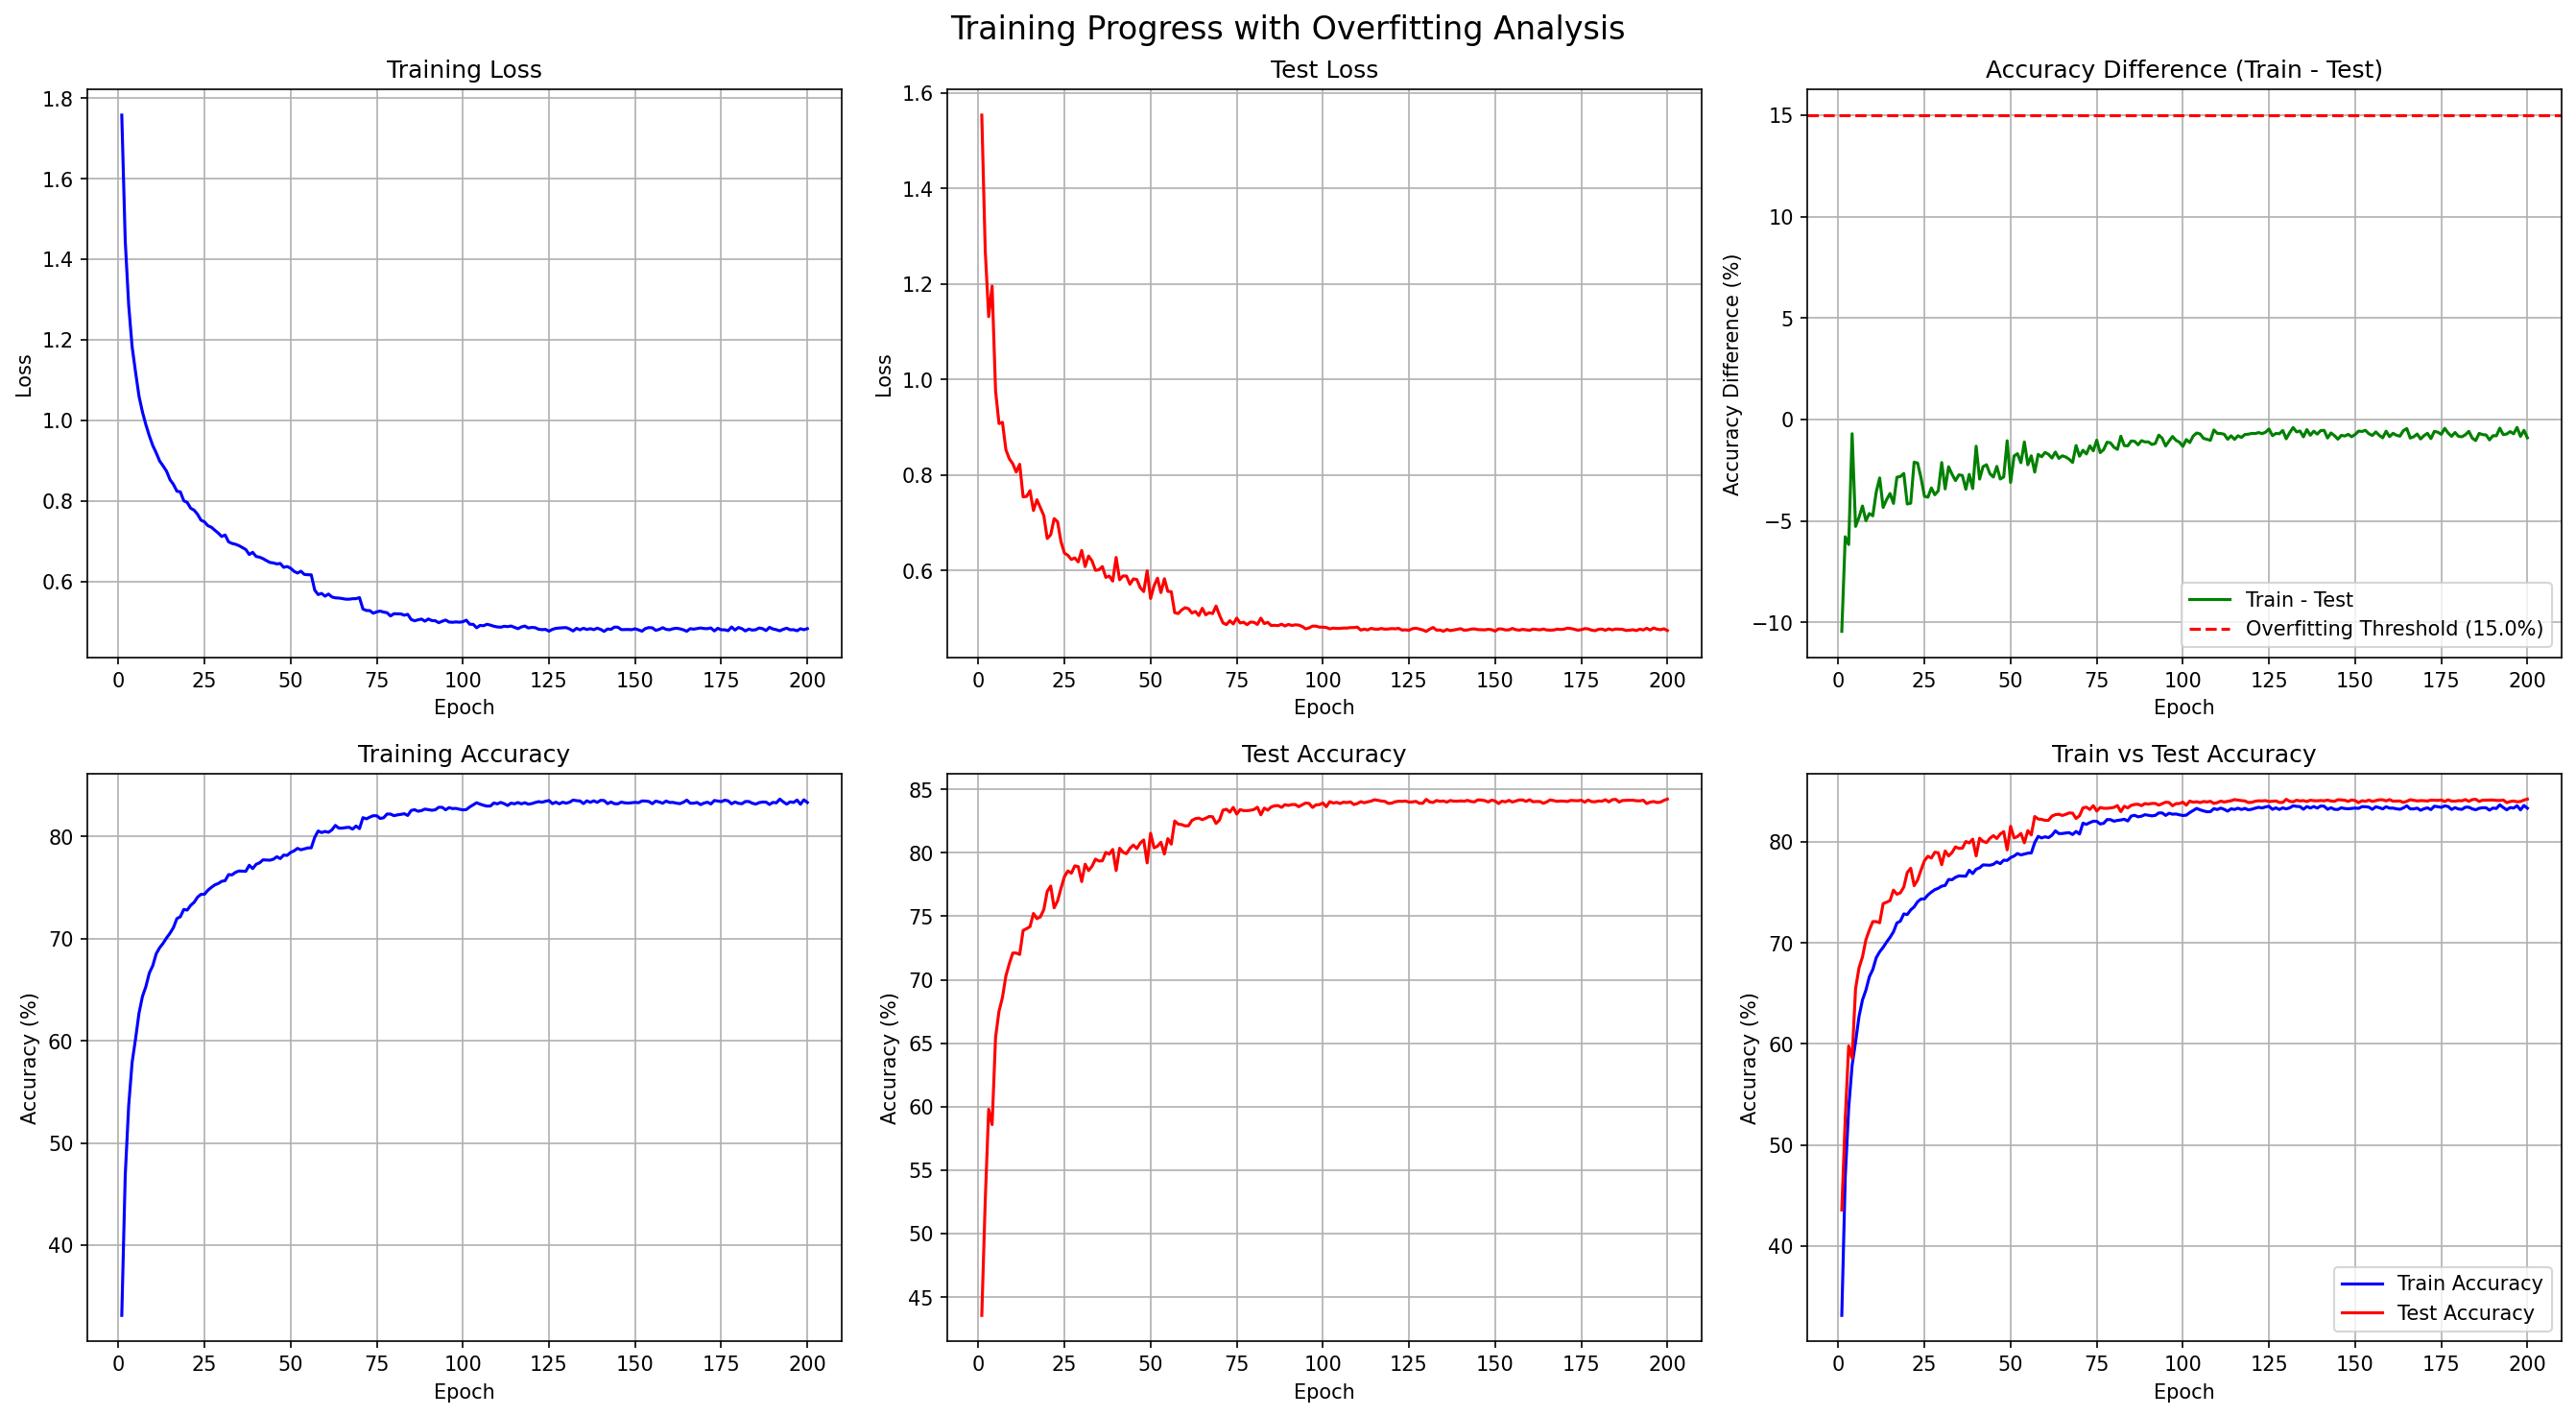 Training Progress with Overfitting Analysis
Training Loss
1.8
1.6
1.4
1.2
1.0
0.8
0.6
Loss
0 25 50 75 100 125 150 175 200
Epoch
Test Loss
1.6
1.4
1.2
1.0
0.8
0.6
Loss
0 25 50 75 100 125 150 175 200
Epoch
Accuracy Difference (Train - Test)
15
10
5
0
−5
−10
Accuracy Difference (%)
Train - Test
Overfitting Threshold (15.0%)
0 25 50 75 100 125 150 175 200
Epoch
Training Accuracy
80
70
60
50
40
Accuracy (%)
0 25 50 75 100 125 150 175 200
Epoch
Test Accuracy
85
80
75
70
65
60
55
50
45
Accuracy (%)
0 25 50 75 100 125 150 175 200
Epoch
Train vs Test Accuracy
80
70
60
50
40
Accuracy (%)
Train Accuracy
Test Accuracy
0 25 50 75 100 125 150 175 200
Epoch